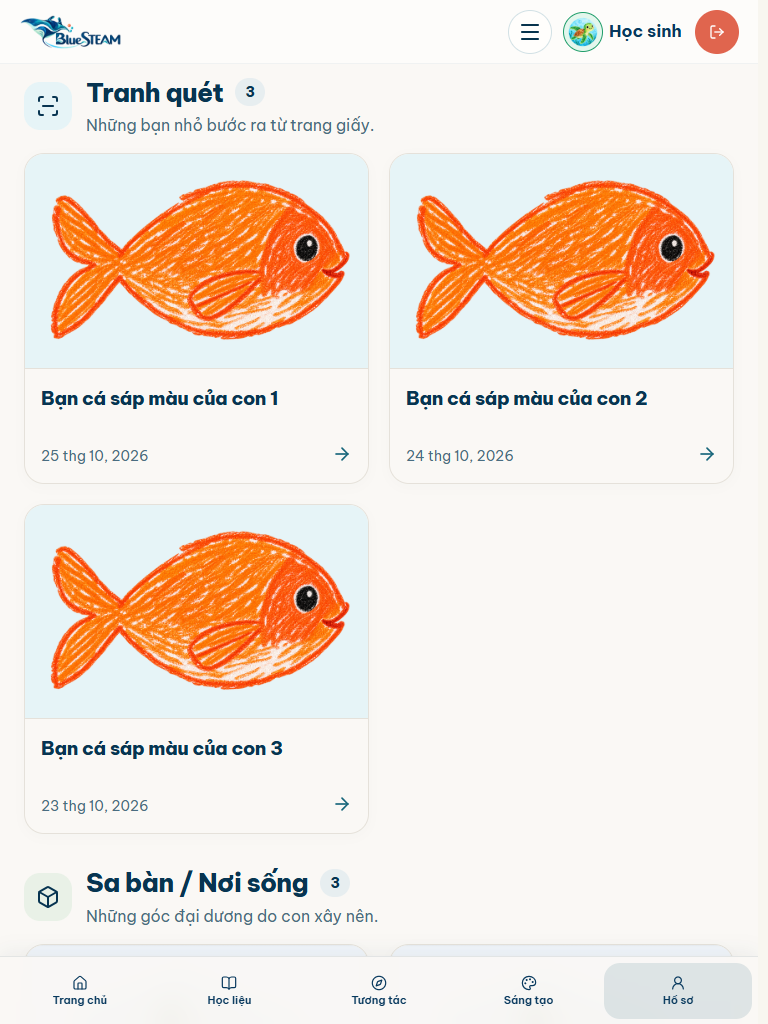 BlueSTEAM
Học sinh
Tranh quét 3
Những bạn nhỏ bước ra từ trang giấy.
Bạn cá sáp màu của con 1
25 thg 10, 2026
Bạn cá sáp màu của con 2
24 thg 10, 2026
Bạn cá sáp màu của con 3
23 thg 10, 2026
Sa bàn / Nơi sống 3
Những góc đại dương do con xây nên.
Trang chủ
Học liệu
Tương tác
Sáng tạo
Hồ sơ